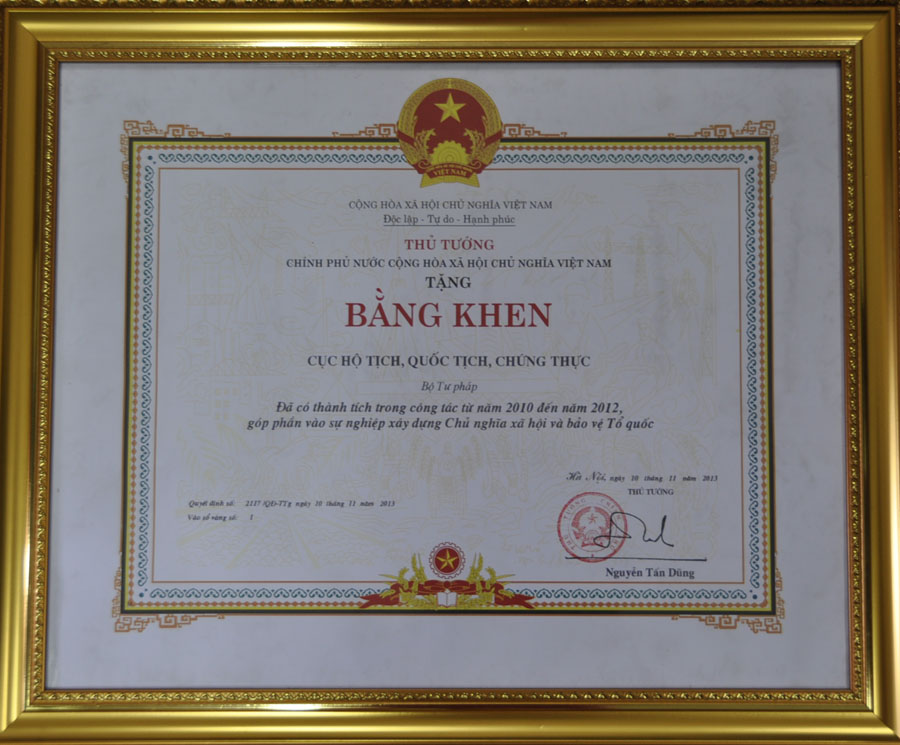 VIỆT NAM
CỘNG HÒA XÃ HỘI CHỦ NGHĨA VIỆT NAM
Độc lập - Tự do - Hạnh phúc
THỦ TƯỚNG
CHÍNH PHỦ NƯỚC CỘNG HÒA XÃ HỘI CHỦ NGHĨA VIỆT NAM
TẶNG
BẰNG KHEN
CỤC HỘ TỊCH, QUỐC TỊCH, CHỨNG THỰC
Bộ Tư pháp
Đã có thành tích trong công tác từ năm 2010 đến năm 2012,
góp phần vào sự nghiệp xây dựng Chủ nghĩa xã hội và bảo vệ Tổ quốc
Hà Nội, ngày 10 tháng 11 năm 2013
THỦ TƯỚNG
Quyết định số: 2137 /QĐ-TTg ngày 10 tháng 11 năm 2013
Vào sổ vàng số: 1
Nguyễn Tấn Dũng